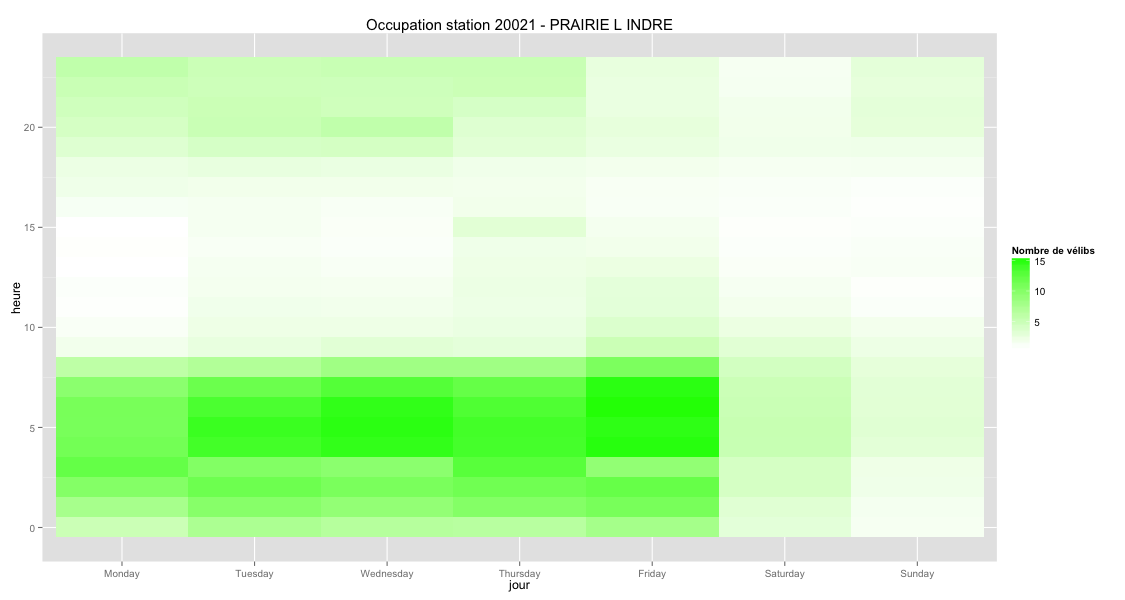 Occupation station 20021 - PRAIRIE L INDRE
heure
20
15
10
5
0
Monday Tuesday Wednesday Thursday Friday Saturday Sunday
jour
Nombre de vélibs
15
10
5